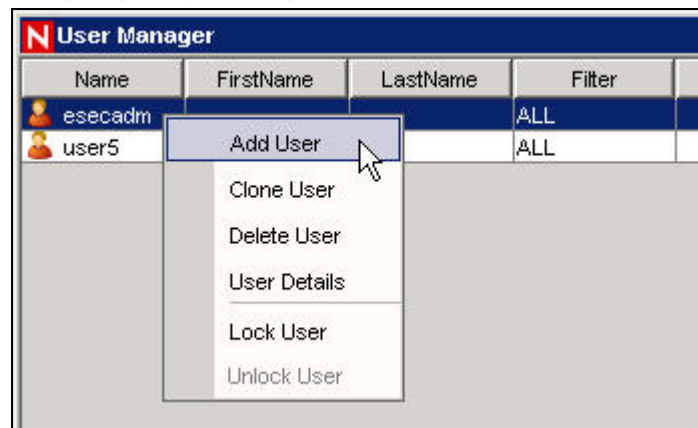 N User Manager
Name FirstName LastName Filter
esecadm ALL
user5 ALL
Add User
Clone User
Delete User
User Details
Lock User
Unlock User